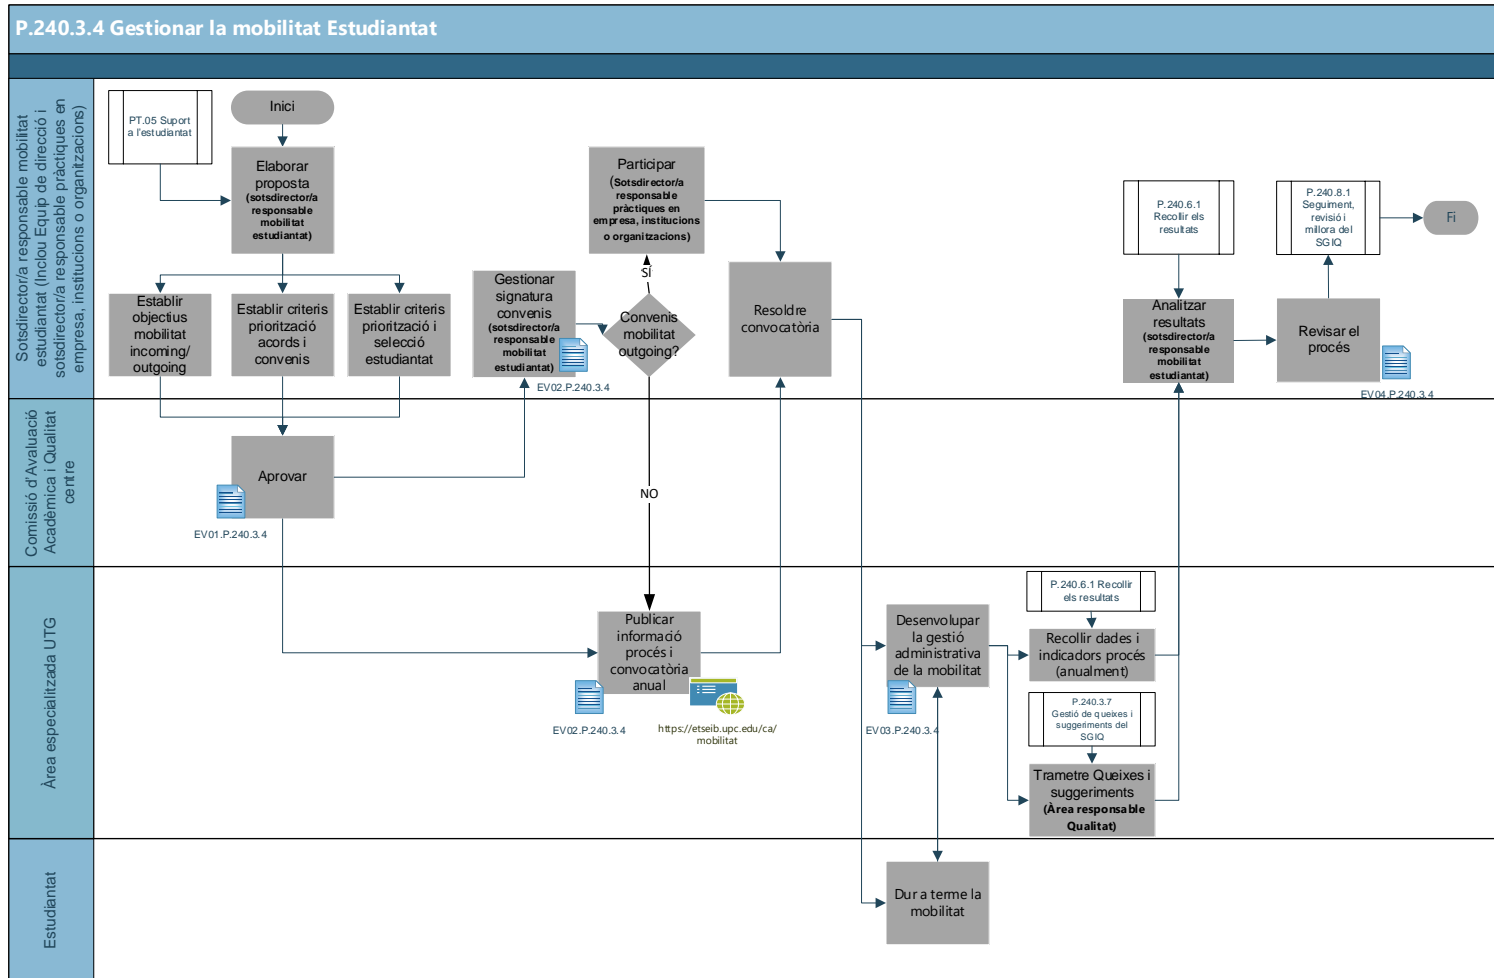 P.240.3.4 Gestionar la mobilitat Estudiantat
Sotsdirector/a responsable mobilitat
estudiantat (Inclou Equip de direcció i
sotsdirector/a responsable pràctiques en
empresa, institucions o organitzacions)
PT.05 Suport
a l'estudiantat
Inici
Elaborar
proposta
(sotsdirector/a
responsable
mobilitat
estudiantat)
Establir
objectius
mobilitat
incoming/
outgoing
Establir criteris
priorització
acords i
convenis
Establir criteris
priorització i
selecció
estudiantat
Gestionar
signatura
convenis
(sotsdirector/a
responsable
mobilitat
estudiantat)
EV02.P.240.3.4
Participar
(Sotsdirector/a
responsable
pràctiques en
empresa, institucions
o organitzacions)
SÍ
Convenis
mobilitat
outgoing?
NO
Resoldre
convocatòria
P.240.6.1
Recollir els
resultats
Analitzar
resultats
(sotsdirector/a
responsable
mobilitat
estudiantat)
P.240.8.1
Seguiment,
revisió i
millora del
SGIQ
Revisar el
procés
EV04.P.240.3.4
Fi
Comissió d'Avaluació
Acadèmica i Qualitat
centre
Aprovar
EV01.P.240.3.4
Àrea especialitzada UTG
Publicar
informació
procés i
convocatòria
anual
EV02.P.240.3.4
https://etseib.upc.edu/ca/
mobilitat
Desenvolupar
la gestió
administrativa
de la mobilitat
EV03.P.240.3.4
P.240.6.1 Recollir
els resultats
Recollir dades i
indicadors procés
(anualment)
P.240.3.7
Gestió de queixes i
suggeriments del
SGIQ
Trametre Queixes i
suggeriments
(Àrea responsable
Qualitat)
Estudiantat
Dur a terme la
mobilitat